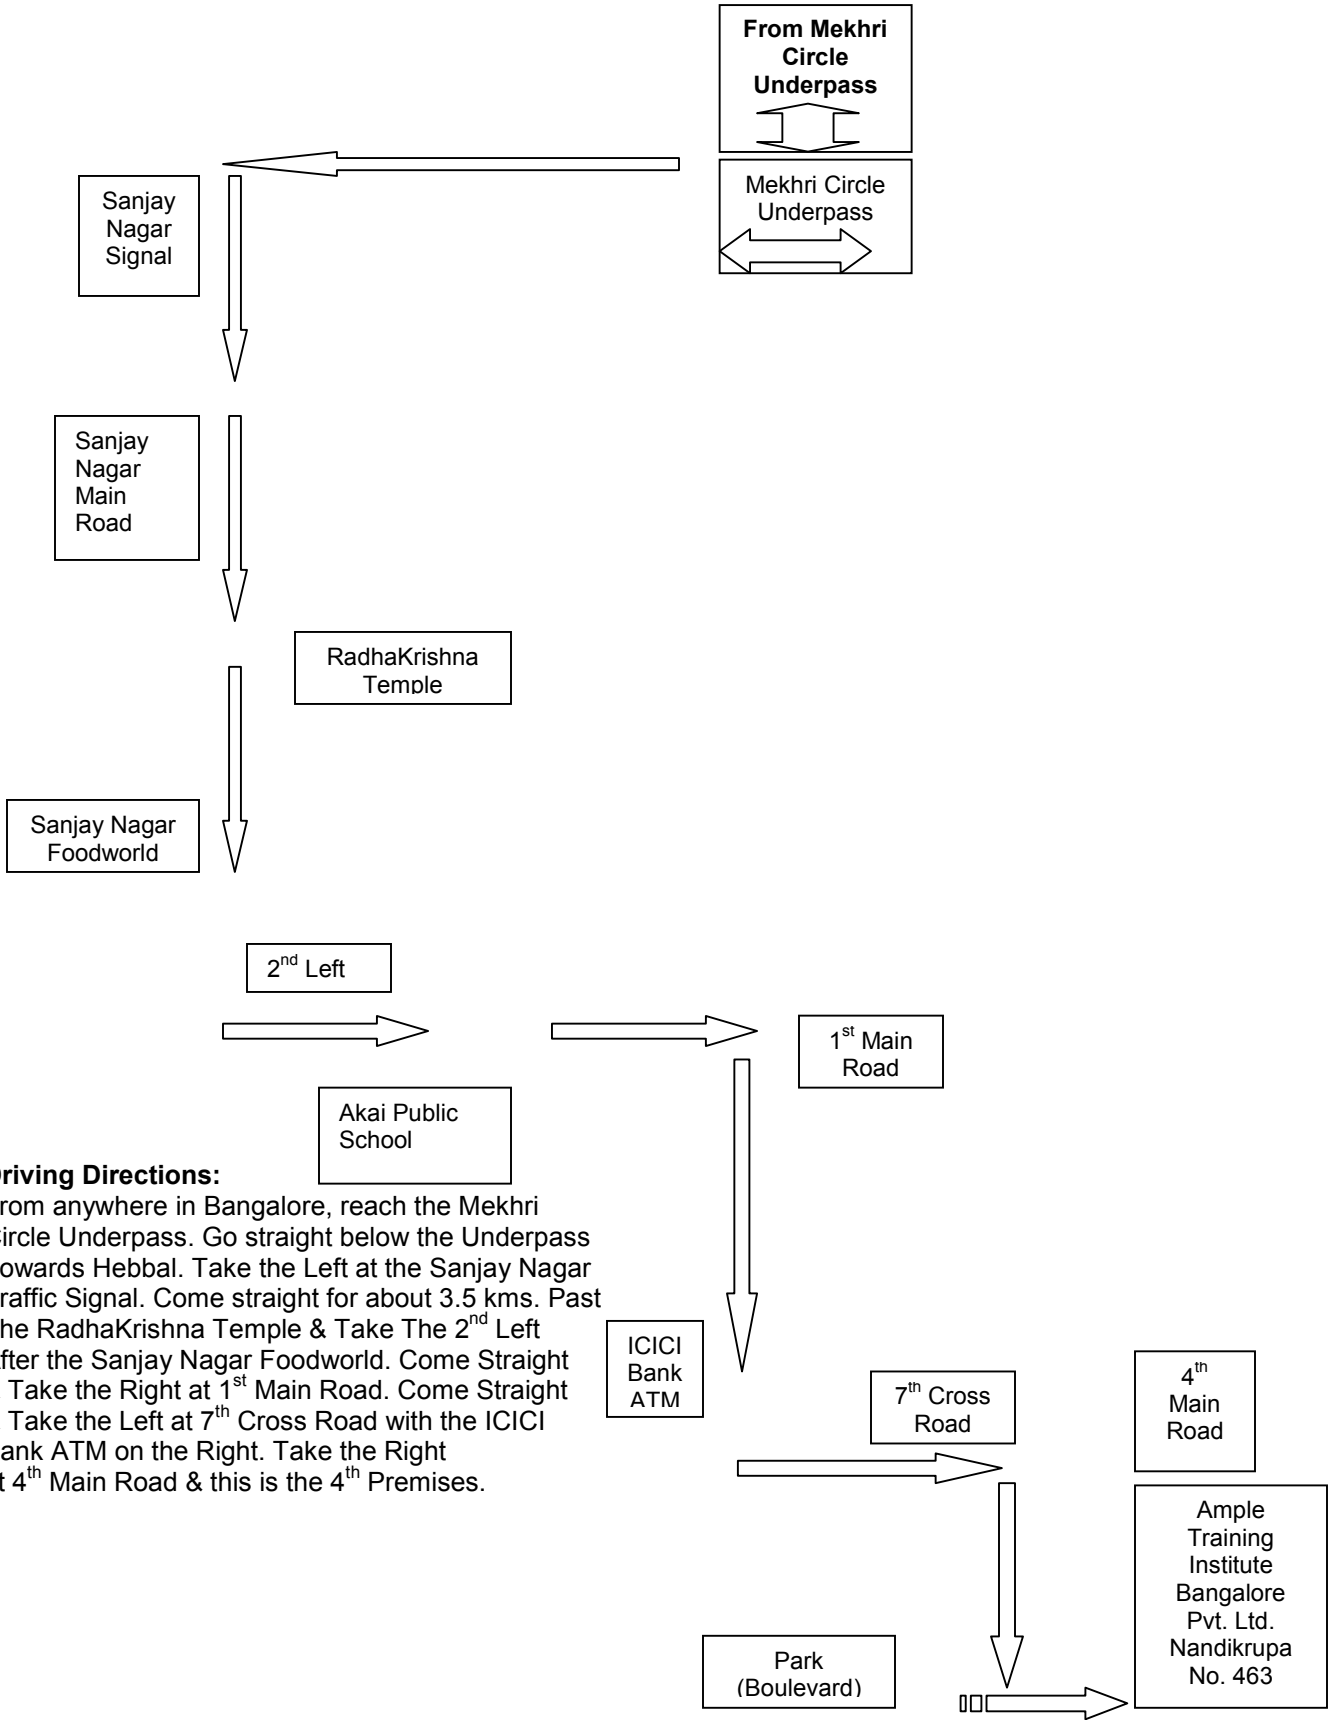 From Mekhri
Circle
Underpass
Mekhri Circle
Underpass
Sanjay
Nagar
Signal
Sanjay
Nagar
Main
Road
RadhaKrishna
Temple
Sanjay Nagar
Foodworld
2nd Left
1st Main
Road
Akai Public
School
riving Directions:
rom anywhere in Bangalore, reach the Mekhri
ircle Underpass. Go straight below the Underpass
owards Hebbal. Take the Left at the Sanjay Nagar
raffic Signal. Come straight for about 3.5 kms. Past
he RadhaKrishna Temple & Take The 2nd Left
fter the Sanjay Nagar Foodworld. Come Straight
Take the Right at 1st Main Road. Come Straight
Take the Left at 7th Cross Road with the ICICI
ank ATM on the Right. Take the Right
t 4th Main Road & this is the 4th Premises.
ICICI
Bank
ATM
7th Cross
Road
4th
Main
Road
Ample
Training
Institute
Bangalore
Pvt. Ltd.
Nandikrupa
No. 463
Park
(Boulevard)